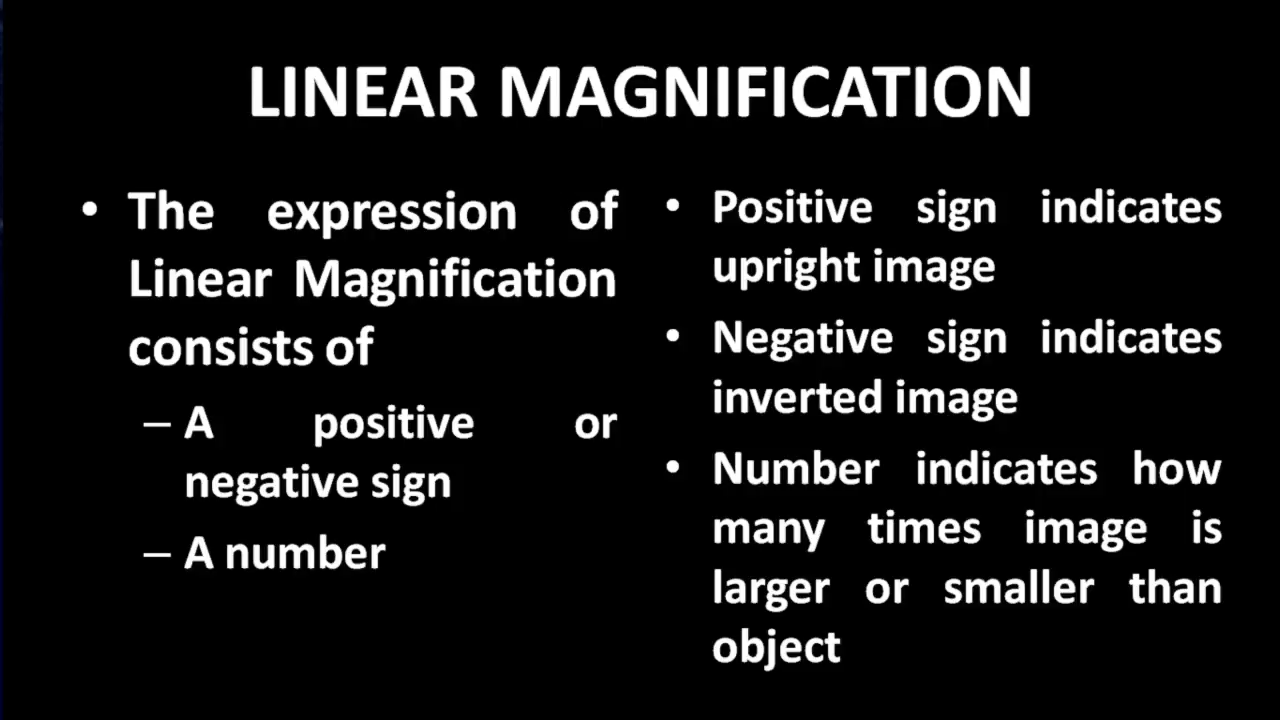 LINEAR MAGNIFICATION
• The expression of
Linear Magnification
consists of
– A positive or
negative sign
– A number
• Positive sign indicates
upright image
• Negative sign indicates
inverted image
• Number indicates how
many times image is
larger or smaller than
object